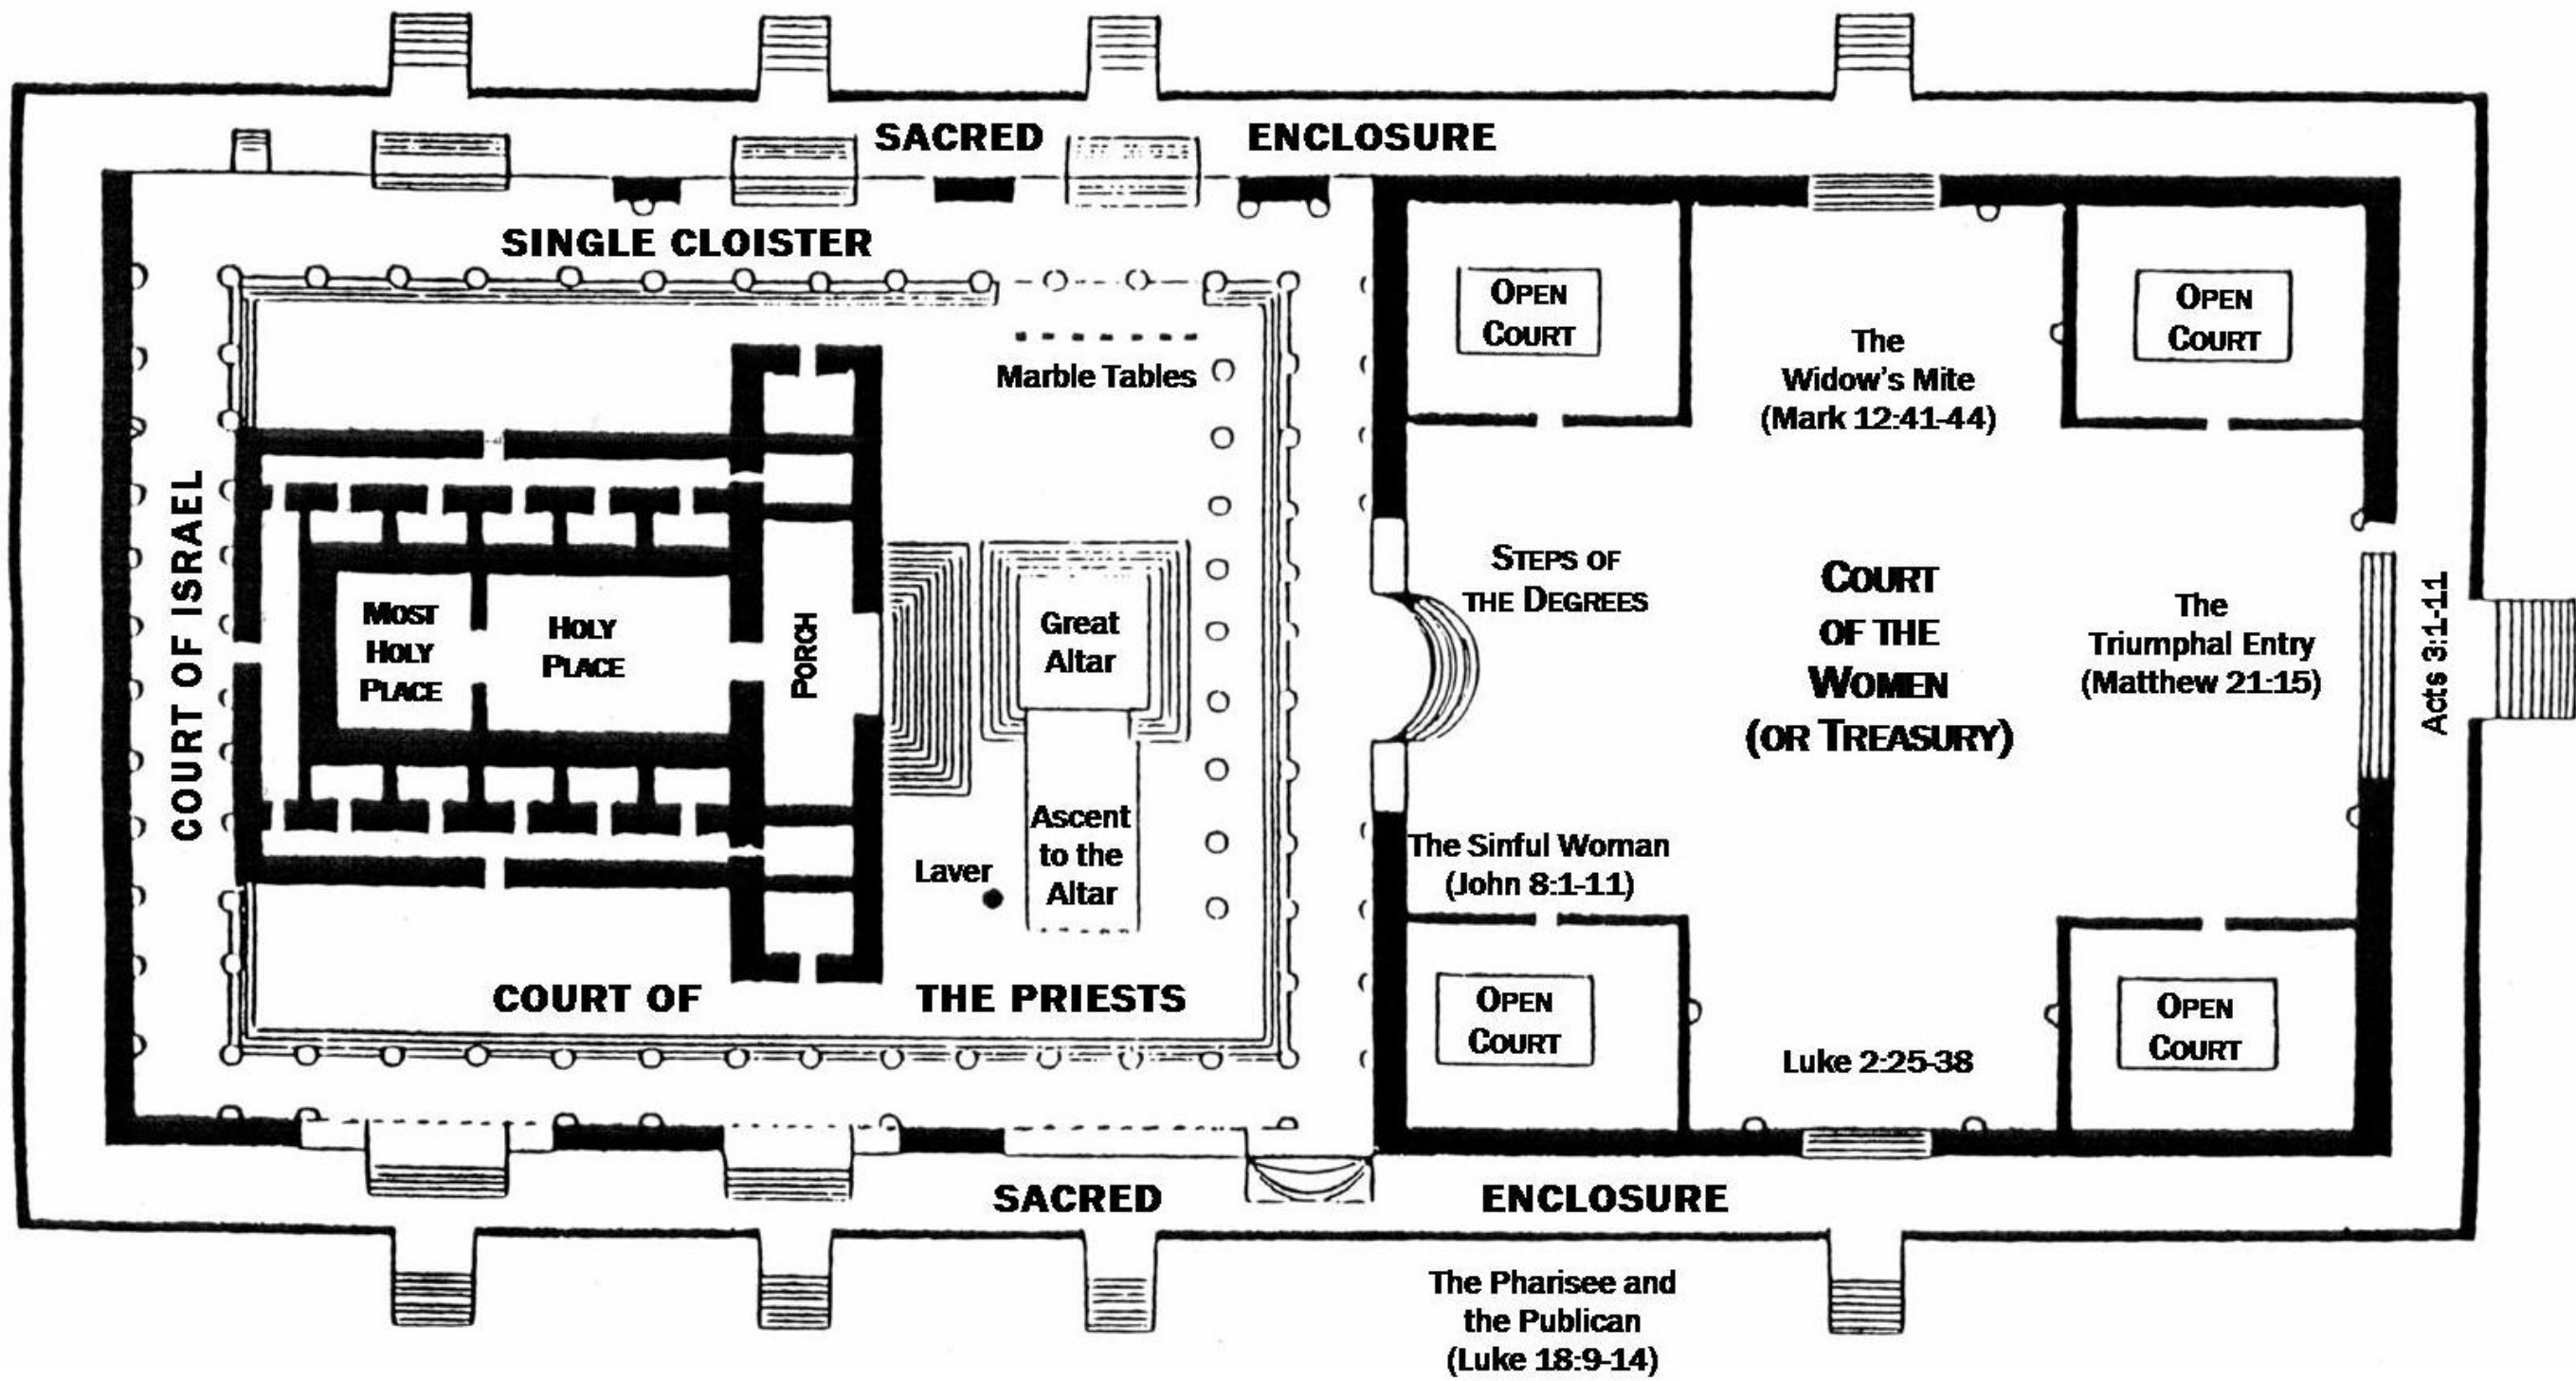 SACRED ENCLOSURE
SINGLE CLOISTER
OPEN
COURT
OPEN
COURT
The
Widow's Mite
(Mark 12:41-44)
Marble Tables
COURT OF ISRAEL
MOST
HOLY
PLACE
HOLY
PLACE
PORCH
Great
Altar
STEPS OF
THE DEGREES
COURT
OF THE
WOMEN
(OR TREASURY)
The
Triumphal Entry
(Matthew 21:15)
Acts 3:1-11
Laver
Ascent
to the
Altar
The Sinful Woman
(John 8:1-11)
COURT OF THE PRIESTS
OPEN
COURT
Luke 2:25-38
OPEN
COURT
SACRED ENCLOSURE
The Pharisee and
the Publican
(Luke 18:9-14)